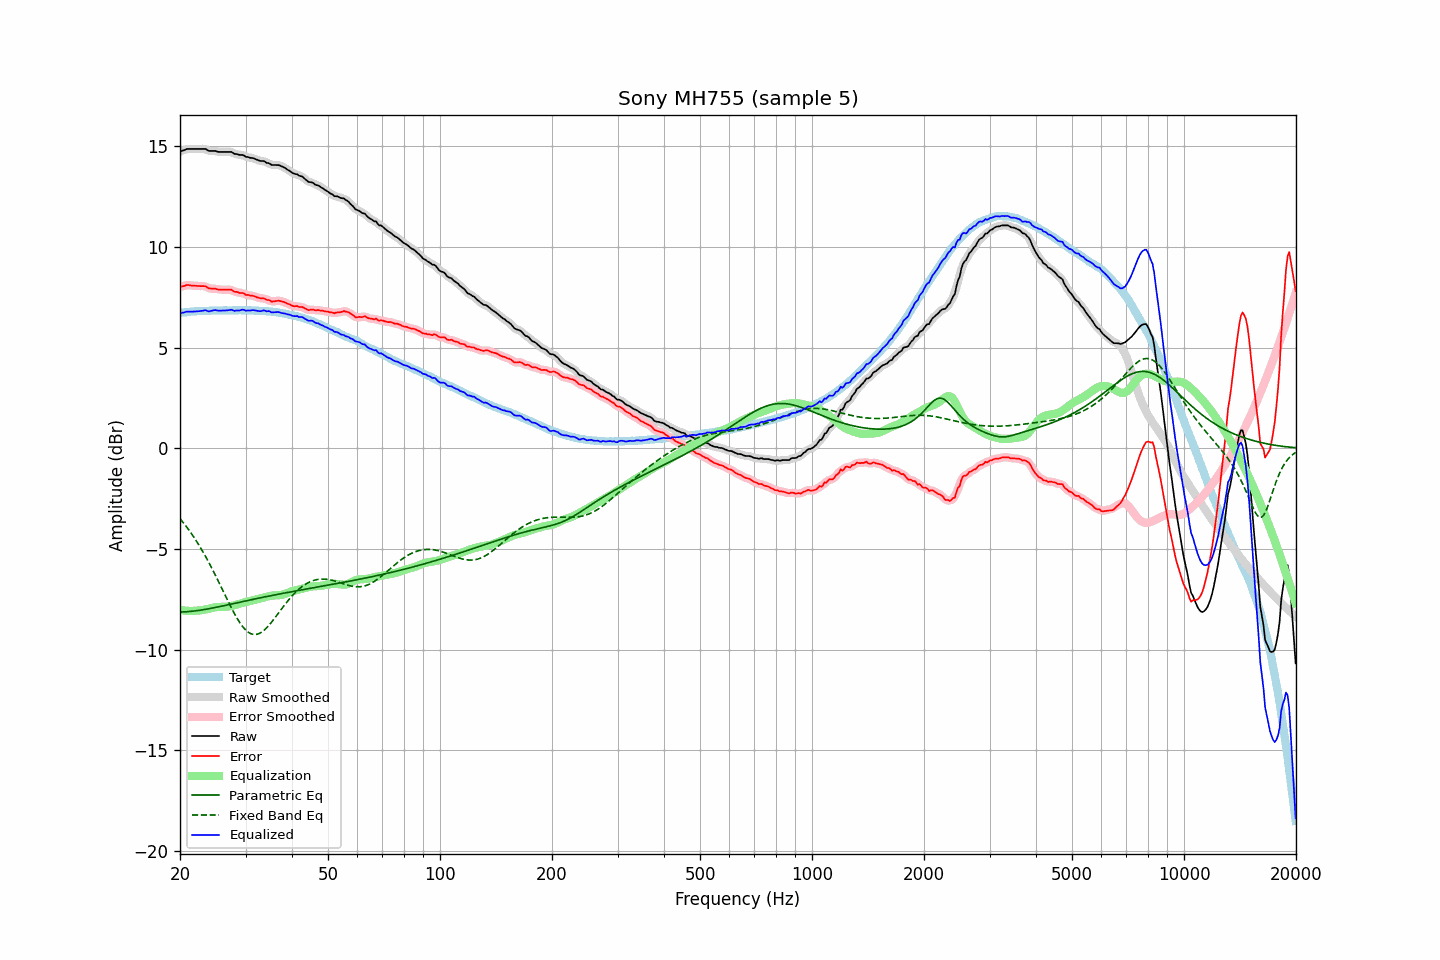 Sony MH755 (sample 5)
Amplitude (dBr)
15
10
5
0
−5
−10
−15
−20
Target
Raw Smoothed
Error Smoothed
Raw
Error
Equalization
Parametric Eq
Fixed Band Eq
Equalized
20 50 100 200 500 1000 2000 5000 10000 20000
Frequency (Hz)